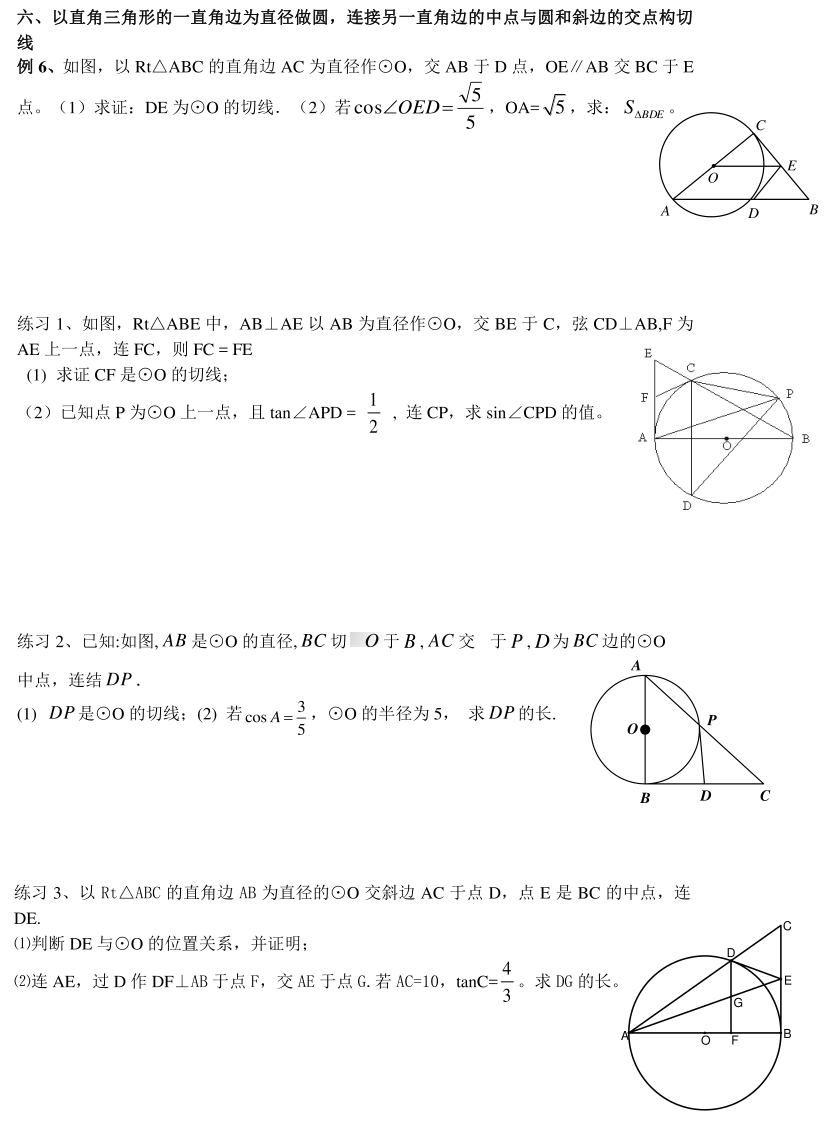 六、以直角三角形的一直角边为直径做圆，连接另一直角边的中点与圆和斜边的交点构切
线
例 6、如图，以 Rt△ABC 的直角边 AC 为直径作⊙O，交 AB 于 D 点，OE∥AB 交 BC 于 E
点。（1）求证：DE 为⊙O 的切线．（2）若 cos∠OED=√5/5，OA=√5，求：S△BDE。
C
E
O
A
D
B
练习 1、如图，Rt△ABE 中，AB⊥AE 以 AB 为直径作⊙O，交 BE 于 C，弦 CD⊥AB,F 为
AE 上一点，连 FC，则 FC = FE
(1) 求证 CF 是⊙O 的切线；
（2）已知点 P 为⊙O 上一点，且 tan∠APD = 1/2 ，连 CP，求 sin∠CPD 的值。
E
C
F
P
A
O
B
D
练习 2、已知:如图, AB 是⊙O 的直径, BC 切 O 于 B , AC 交 于 P , D 为 BC 边的⊙O
中点，连结 DP .
(1) DP 是⊙O 的切线；(2) 若 cos A = 3/5 ，⊙O 的半径为 5， 求 DP 的长.
A
O
P
B
D
C
练习 3、以 Rt△ABC 的直角边 AB 为直径的⊙O 交斜边 AC 于点 D，点 E 是 BC 的中点，连
DE.
⑴判断 DE 与⊙O 的位置关系，并证明；
⑵连 AE，过 D 作 DF⊥AB 于点 F，交 AE 于点 G.若 AC=10，tanC=4/3 。求 DG 的长。
C
D
E
G
A
O
F
B